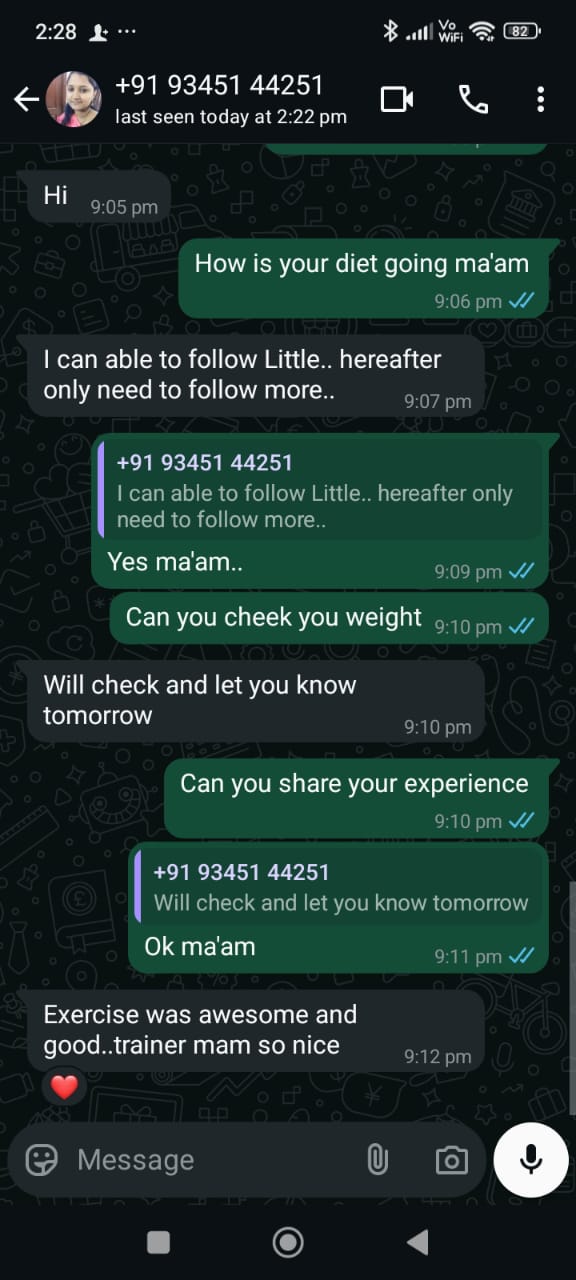 2:28
Vo
WiFi
82
+91 93451 44251
last seen today at 2:22 pm
Hi
9:05 pm
How is your diet going ma'am
9:06 pm
I can able to follow Little.. hereafter
only need to follow more..
9:07 pm
+91 93451 44251
I can able to follow Little.. hereafter only
need to follow more..
Yes ma'am..
9:09 pm
Can you cheek you weight
9:10 pm
Will check and let you know
tomorrow
9:10 pm
Can you share your experience
9:10 pm
+91 93451 44251
Will check and let you know tomorrow
Ok ma'am
9:11 pm
Exercise was awesome and
good..trainer mam so nice
9:12 pm
Message